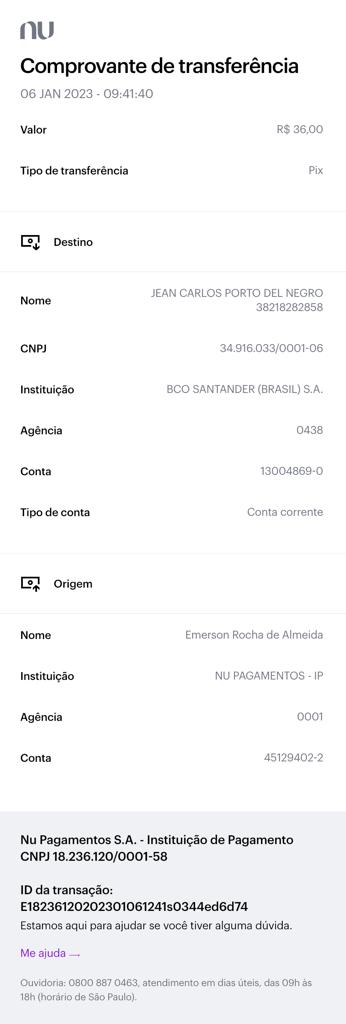 nu
Comprovante de transferência
06 JAN 2023 - 09:41:40
Valor R$ 36,00
Tipo de transferência Pix
Destino
Nome JEAN CARLOS PORTO DEL NEGRO
38218282858
CNPJ 34.916.033/0001-06
Instituição BCO SANTANDER (BRASIL) S.A.
Agência 0438
Conta 13004869-0
Tipo de conta Conta corrente
Origem
Nome Emerson Rocha de Almeida
Instituição NU PAGAMENTOS - IP
Agência 0001
Conta 45129402-2
Nu Pagamentos S.A. - Instituição de Pagamento
CNPJ 18.236.120/0001-58
ID da transação:
E18236120202301061241s0344ed6d74
Estamos aqui para ajudar se você tiver alguma dúvida.
Me ajuda →
Ouvidoria: 0800 887 0463, atendimento em dias úteis, das 09h às
18h (horário de São Paulo).